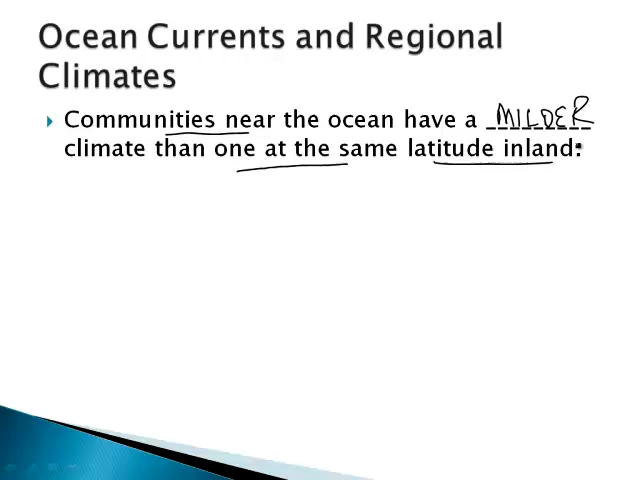 Ocean Currents and Regional
Climates
Communities near the ocean have a MILDER
climate than one at the same latitude inland: